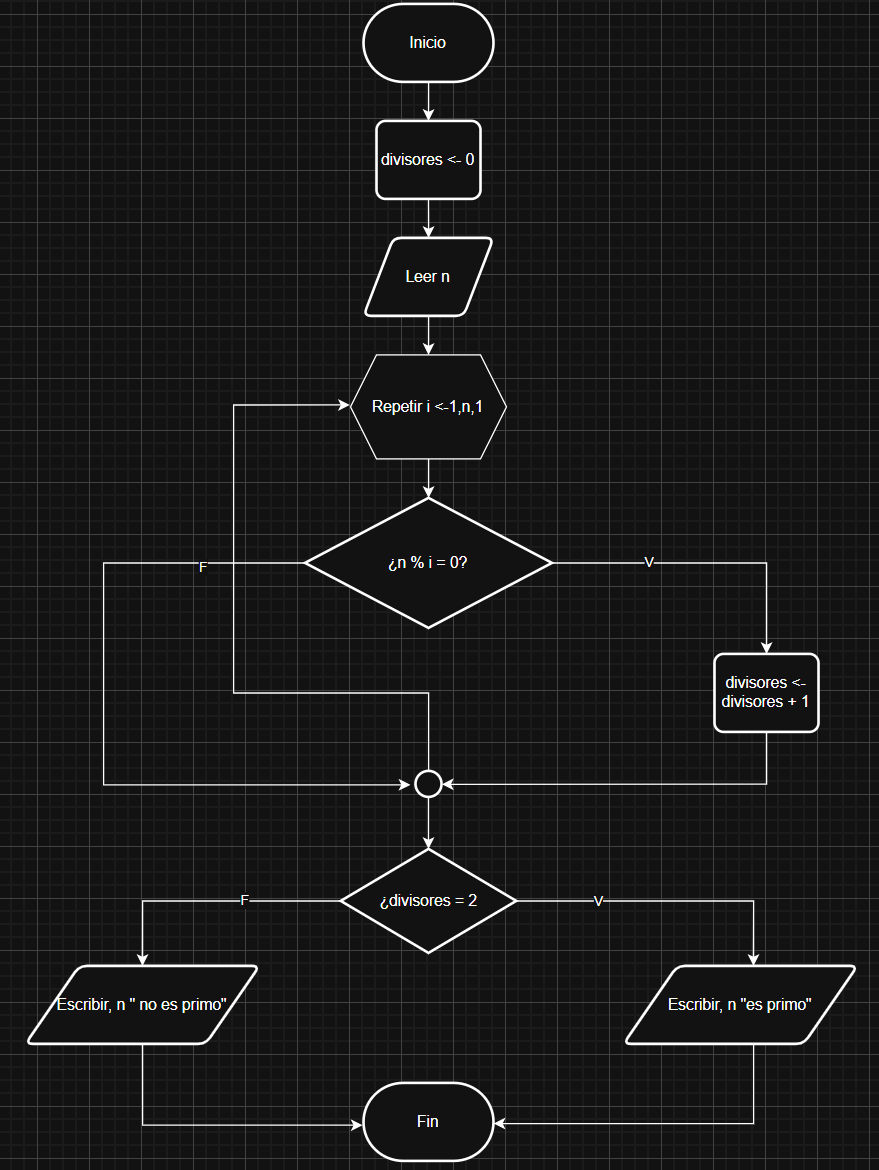 Inicio
divisores <- 0
Leer n
Repetir i <-1,n,1
¿n % i = 0?
F
V
divisores <-
divisores + 1
¿divisores = 2
F
V
Escribir, n " no es primo"
Escribir, n "es primo"
Fin